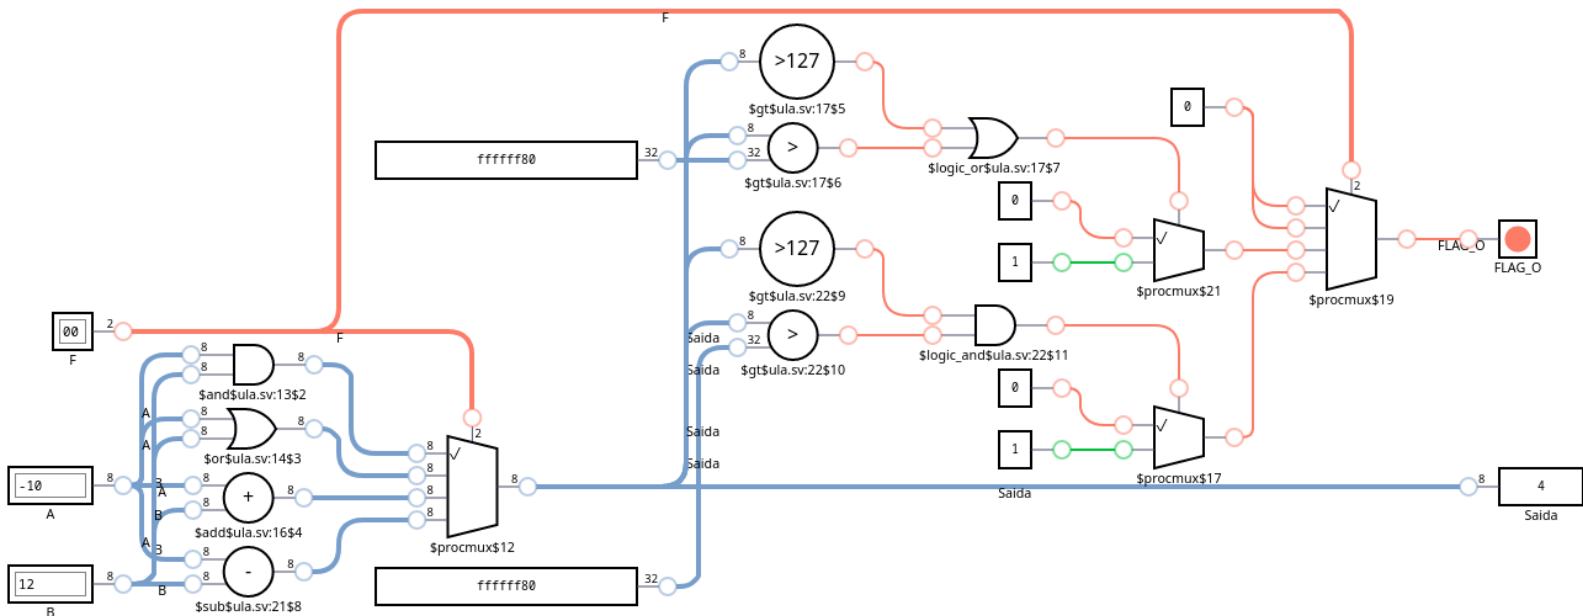 F
8
>127
$gt$ula.sv:17$5
0
8
32
ffffff80
32
>
$gt$ula.sv:17$6
$logic_or$ula.sv:17$7
2
0
✓
1
✓
$procmux$21
FLAG_O
FLAG_O
$procmux$19
8
>127
$gt$ula.sv:22$9
8
Saida
32
>
$gt$ula.sv:22$10
Saida
$logic_and$ula.sv:22$11
00
2
F
F
8
8
8
$and$ula.sv:13$2
0
✓
1
$procmux$17
A
8
8
8
A
$or$ula.sv:14$3
2
Saida
8
✓
8
8
8
8
Saida
-10
8
A
B
A
8
8
+
$add$ula.sv:16$4
B
Saida
8
4
Saida
A
B
8
8
-
$sub$ula.sv:21$8
$procmux$12
12
8
B
B
ffffff80
32